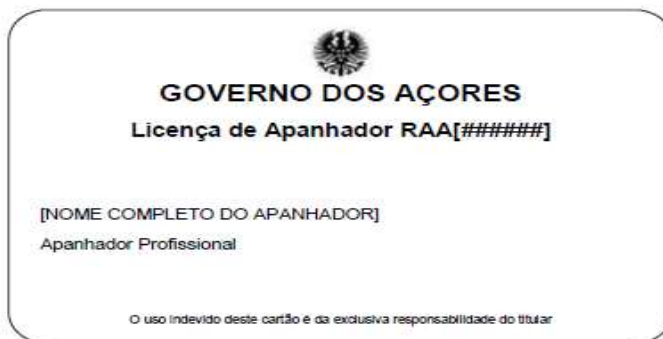 GOVERNO DOS AÇORES
Licença de Apanhador RAA[######]
[NOME COMPLETO DO APANHADOR]
Apanhador Profissional
O uso indevido deste cartão é da exclusiva responsabilidade do titular